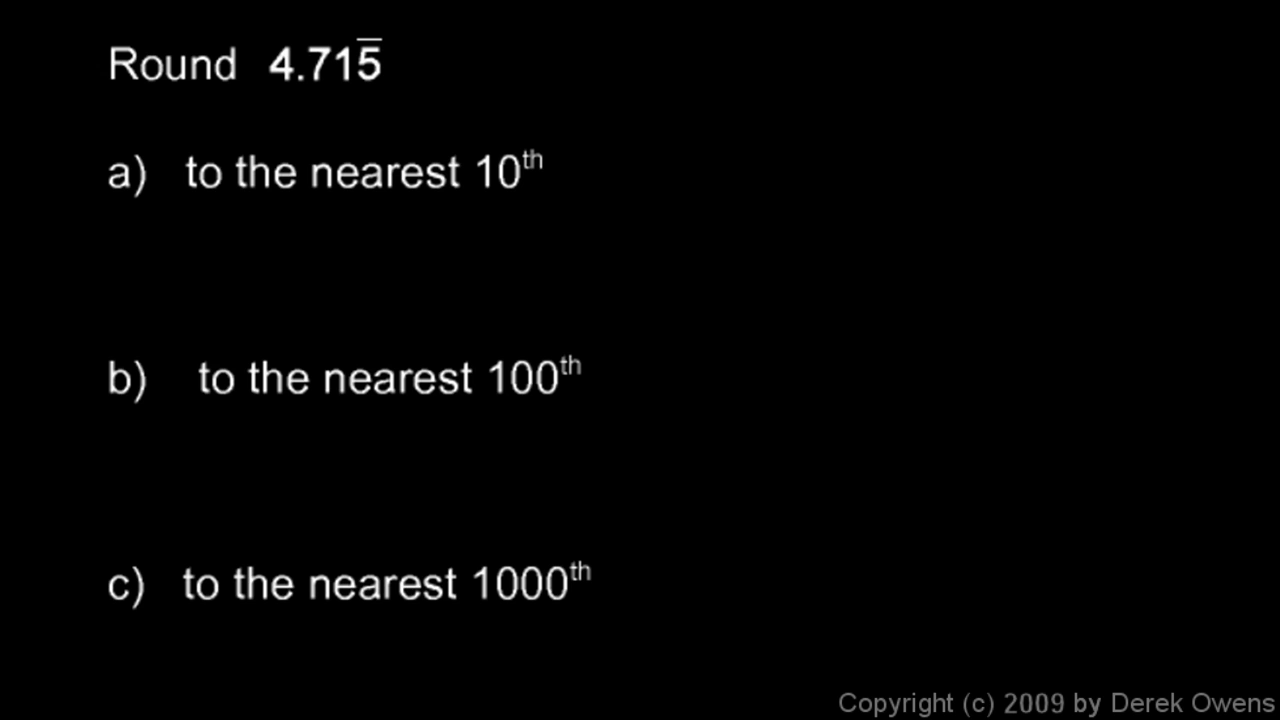 Round 4.715̅
a) to the nearest 10th
b) to the nearest 100th
c) to the nearest 1000th
Copyright (c) 2009 by Derek Owens